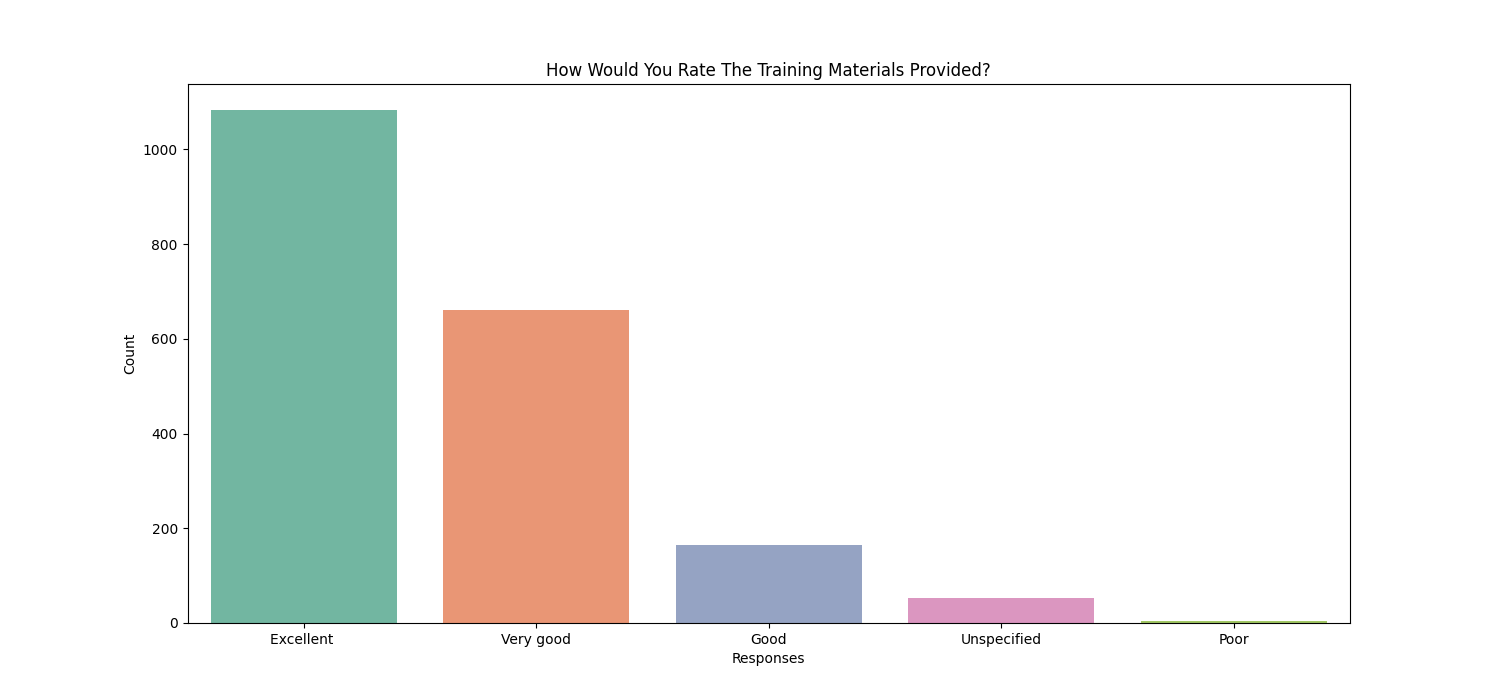 How Would You Rate The Training Materials Provided?
1000
800
600
400
200
0
Count
Excellent Very good Good Unspecified Poor
Responses